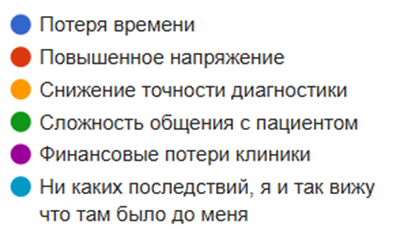 Потеря времени
Повышенное напряжение
Снижение точности диагностики
Сложность общения с пациентом
Финансовые потери клиники
Ни каких последствий, я и так вижу
что там было до меня